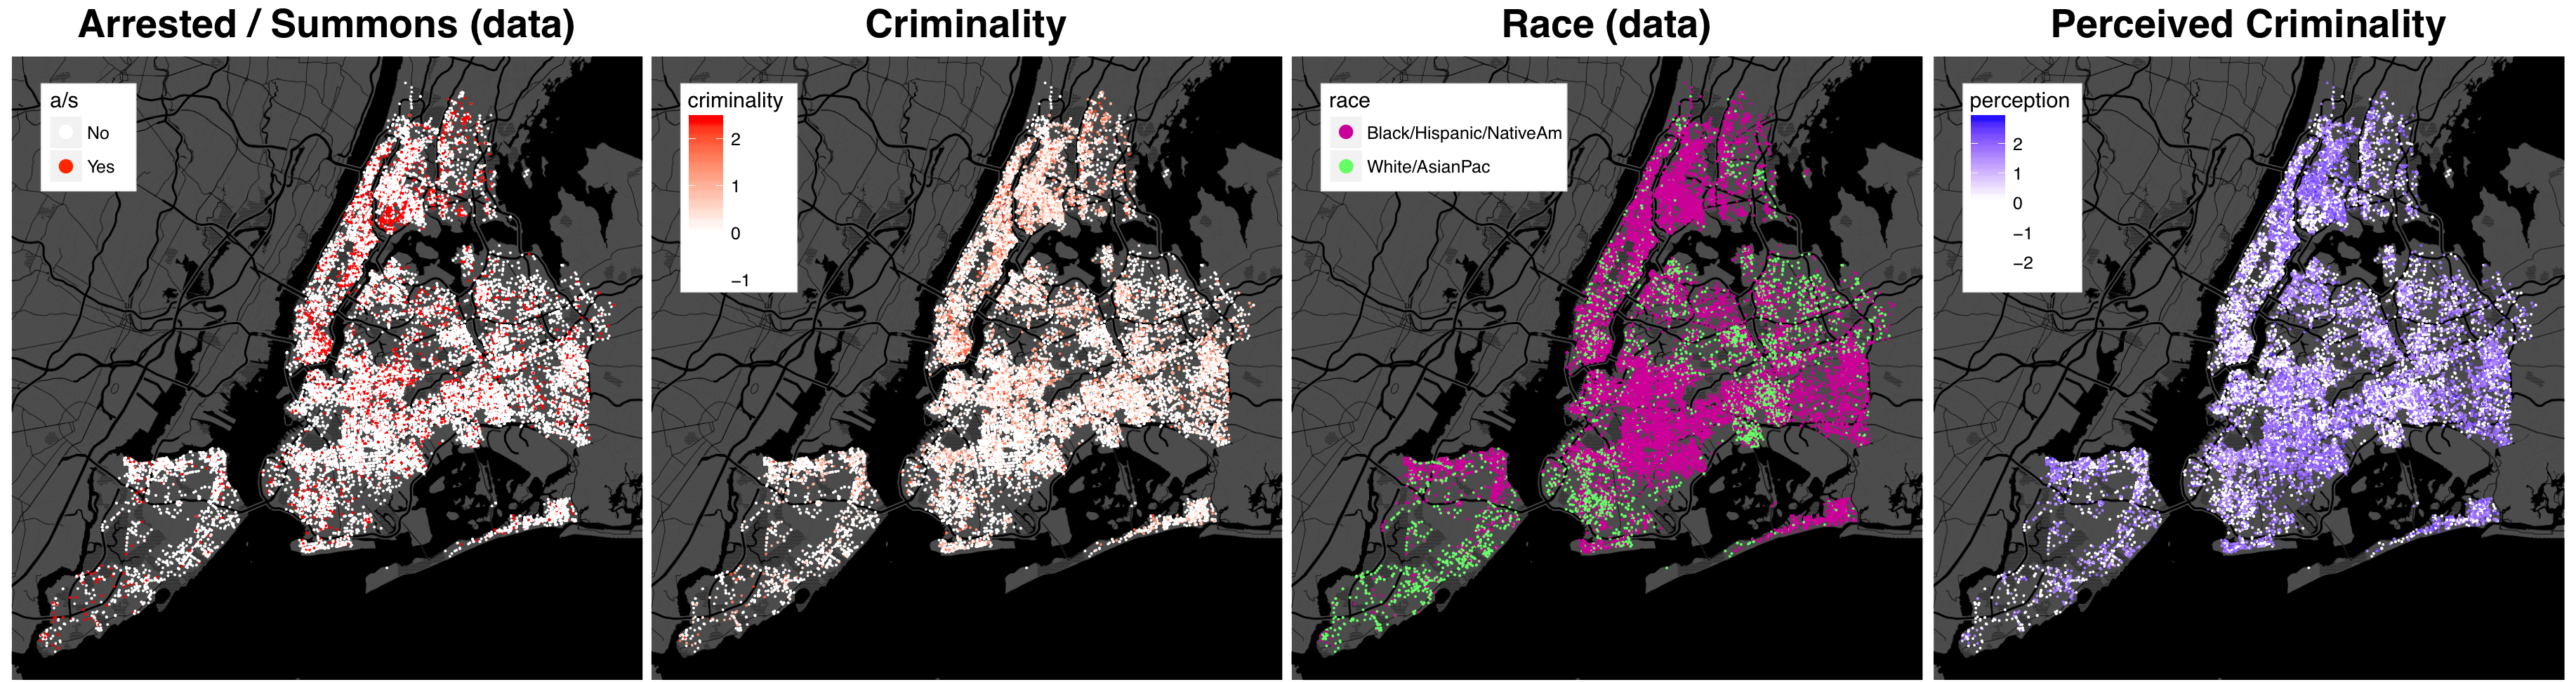 Arrested / Summons (data)
a/s
No
Yes
Criminality
criminality
2
1
0
−1
Race (data)
race
Black/Hispanic/NativeAm
White/AsianPac
Perceived Criminality
perception
2
1
0
−1
−2